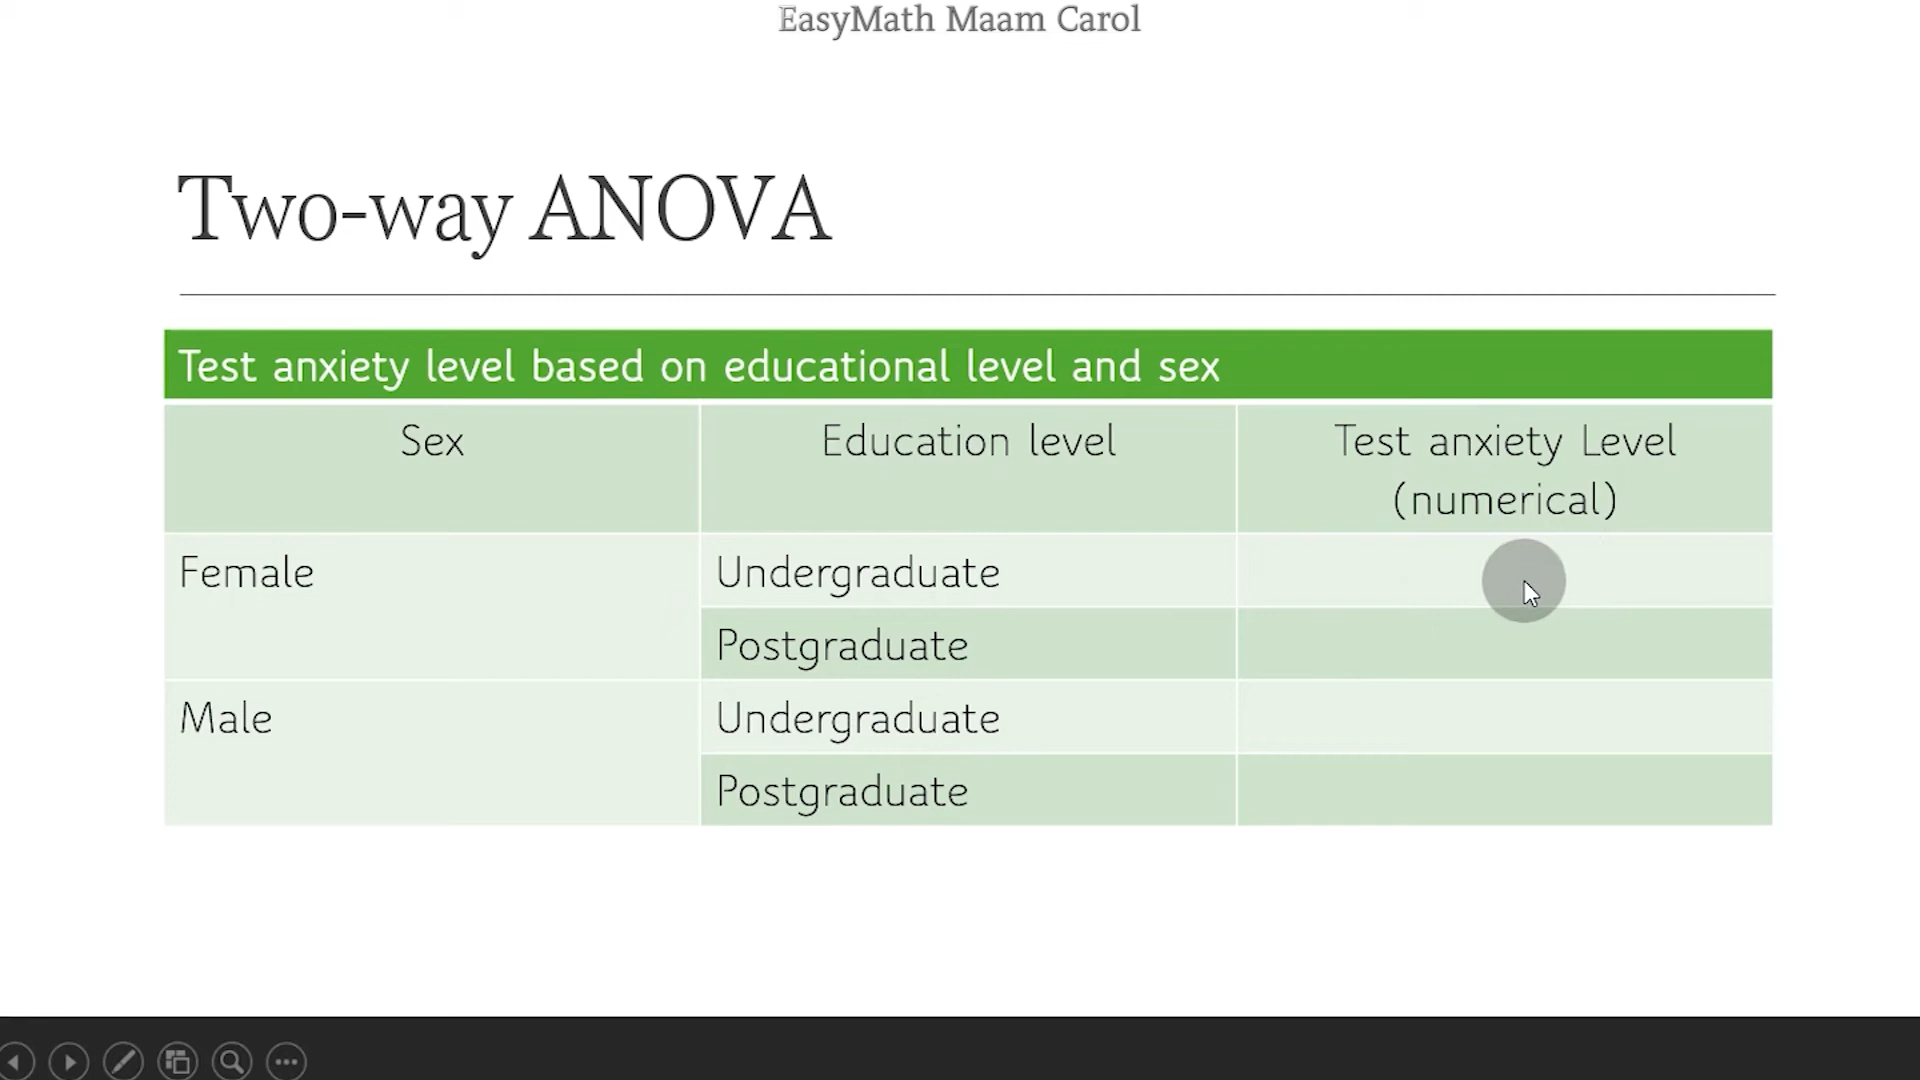 EasyMath Maam Carol
Two-way ANOVA
Test anxiety level based on educational level and sex
Sex
Education level
Test anxiety Level
(numerical)
Female
Undergraduate
Postgraduate
Male
Undergraduate
Postgraduate